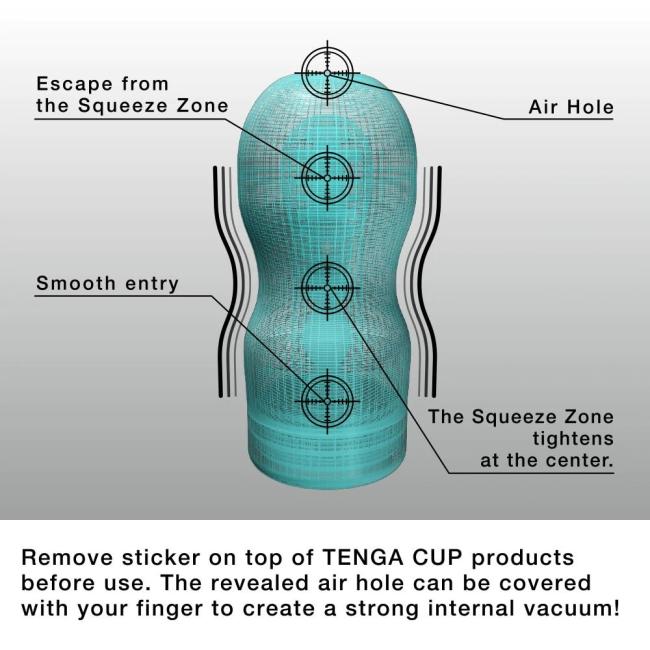 Escape from
the Squeeze Zone
Air Hole
Smooth entry
The Squeeze Zone
tightens
at the center.
Remove sticker on top of TENGA CUP products
before use. The revealed air hole can be covered
with your finger to create a strong internal vacuum!